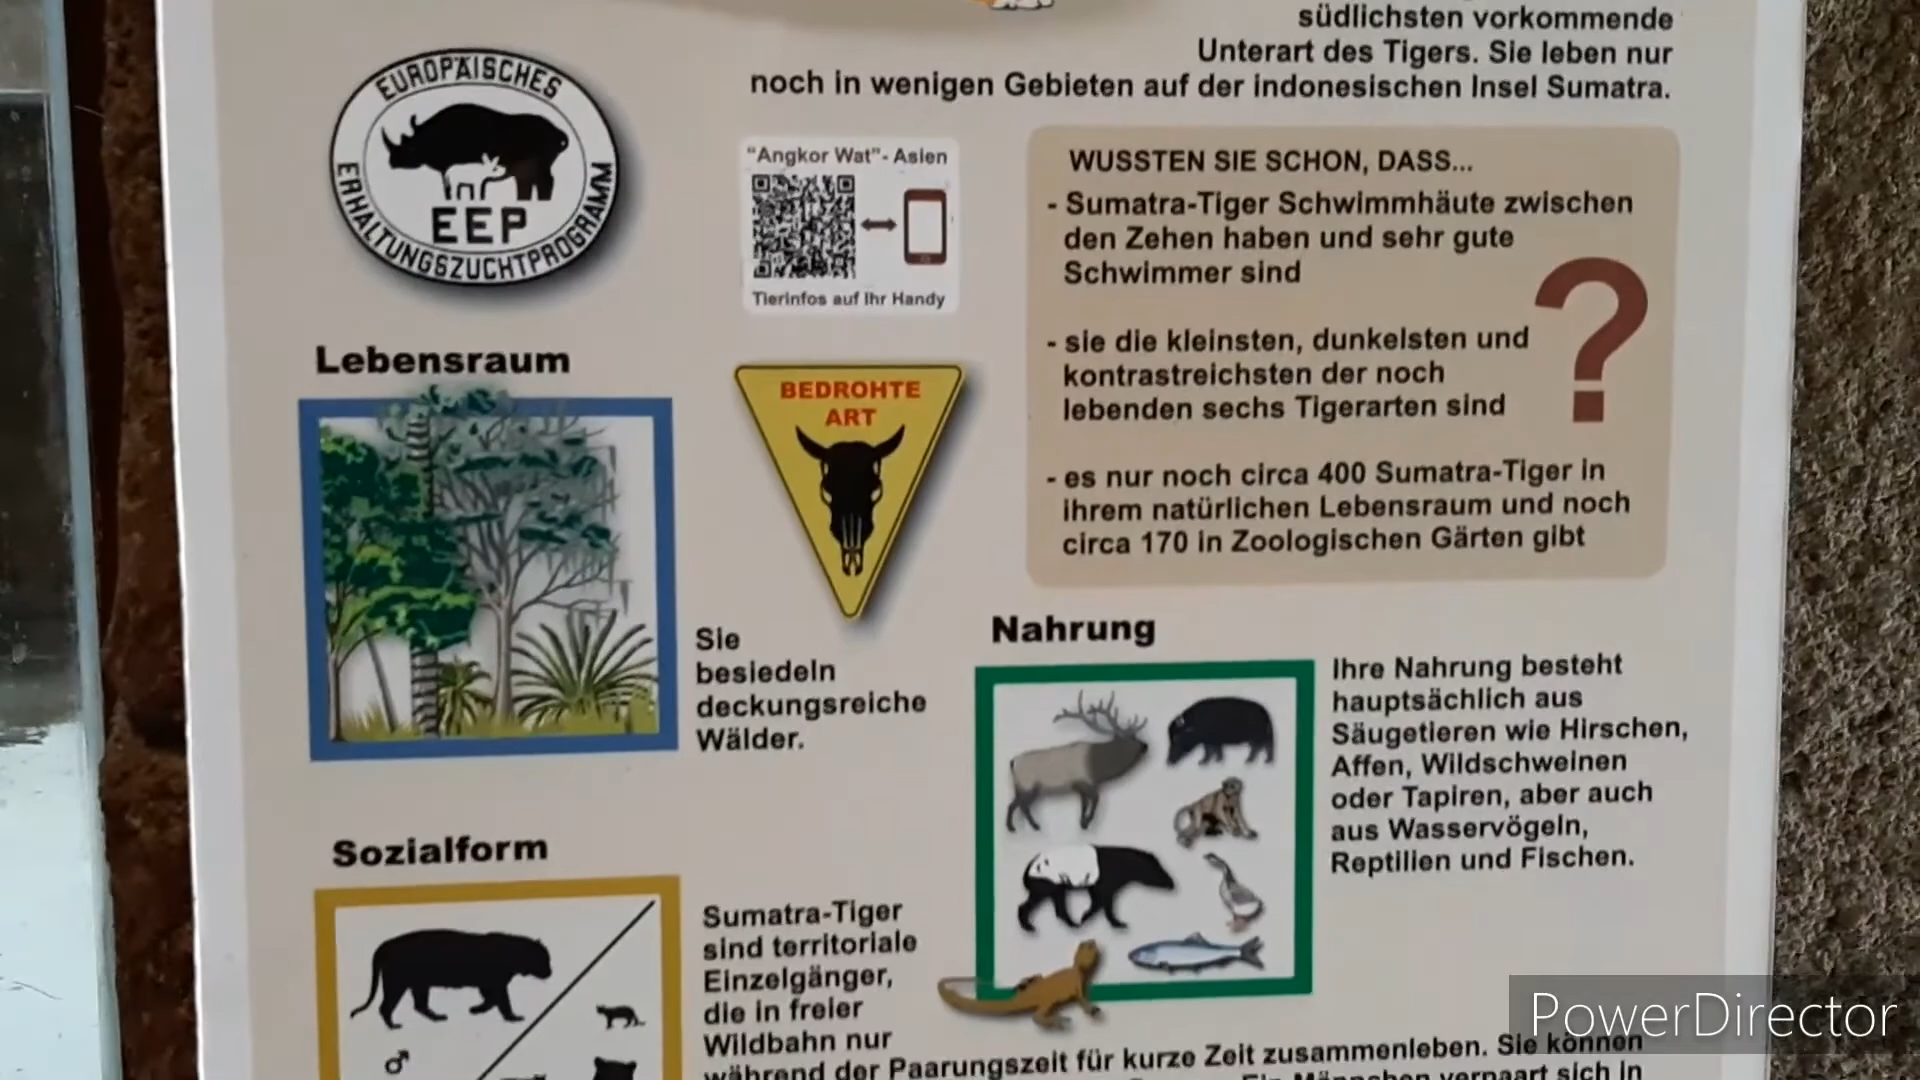 südlichsten vorkommende
Unterart des Tigers. Sie leben nur
noch in wenigen Gebieten auf der indonesischen Insel Sumatra.
EUROPÄISCHES
ERHALTUNGSZUCHTPROGRAMM
EEP
"Angkor Wat"- Asien
Tierinfos auf Ihr Handy
WUSSTEN SIE SCHON, DASS...
- Sumatra-Tiger Schwimmhäute zwischen
den Zehen haben und sehr gute
Schwimmer sind
- sie die kleinsten, dunkelsten und
kontrastreichsten der noch
lebenden sechs Tigerarten sind
- es nur noch circa 400 Sumatra-Tiger in
ihrem natürlichen Lebensraum und noch
circa 170 in Zoologischen Gärten gibt
?
Lebensraum
BEDROHTE
ART
Sie
besiedeln
deckungsreiche
Wälder.
Nahrung
Ihre Nahrung besteht
hauptsächlich aus
Säugetieren wie Hirschen,
Affen, Wildschweinen
oder Tapiren, aber auch
aus Wasservögeln,
Reptilien und Fischen.
Sozialform
♂
Sumatra-Tiger
sind territoriale
Einzelgänger,
die in freier
Wildbahn nur
während der Paarungszeit für kurze Zeit zusammenleben. Sie können
Männchen verpaart sich in
PowerDirector